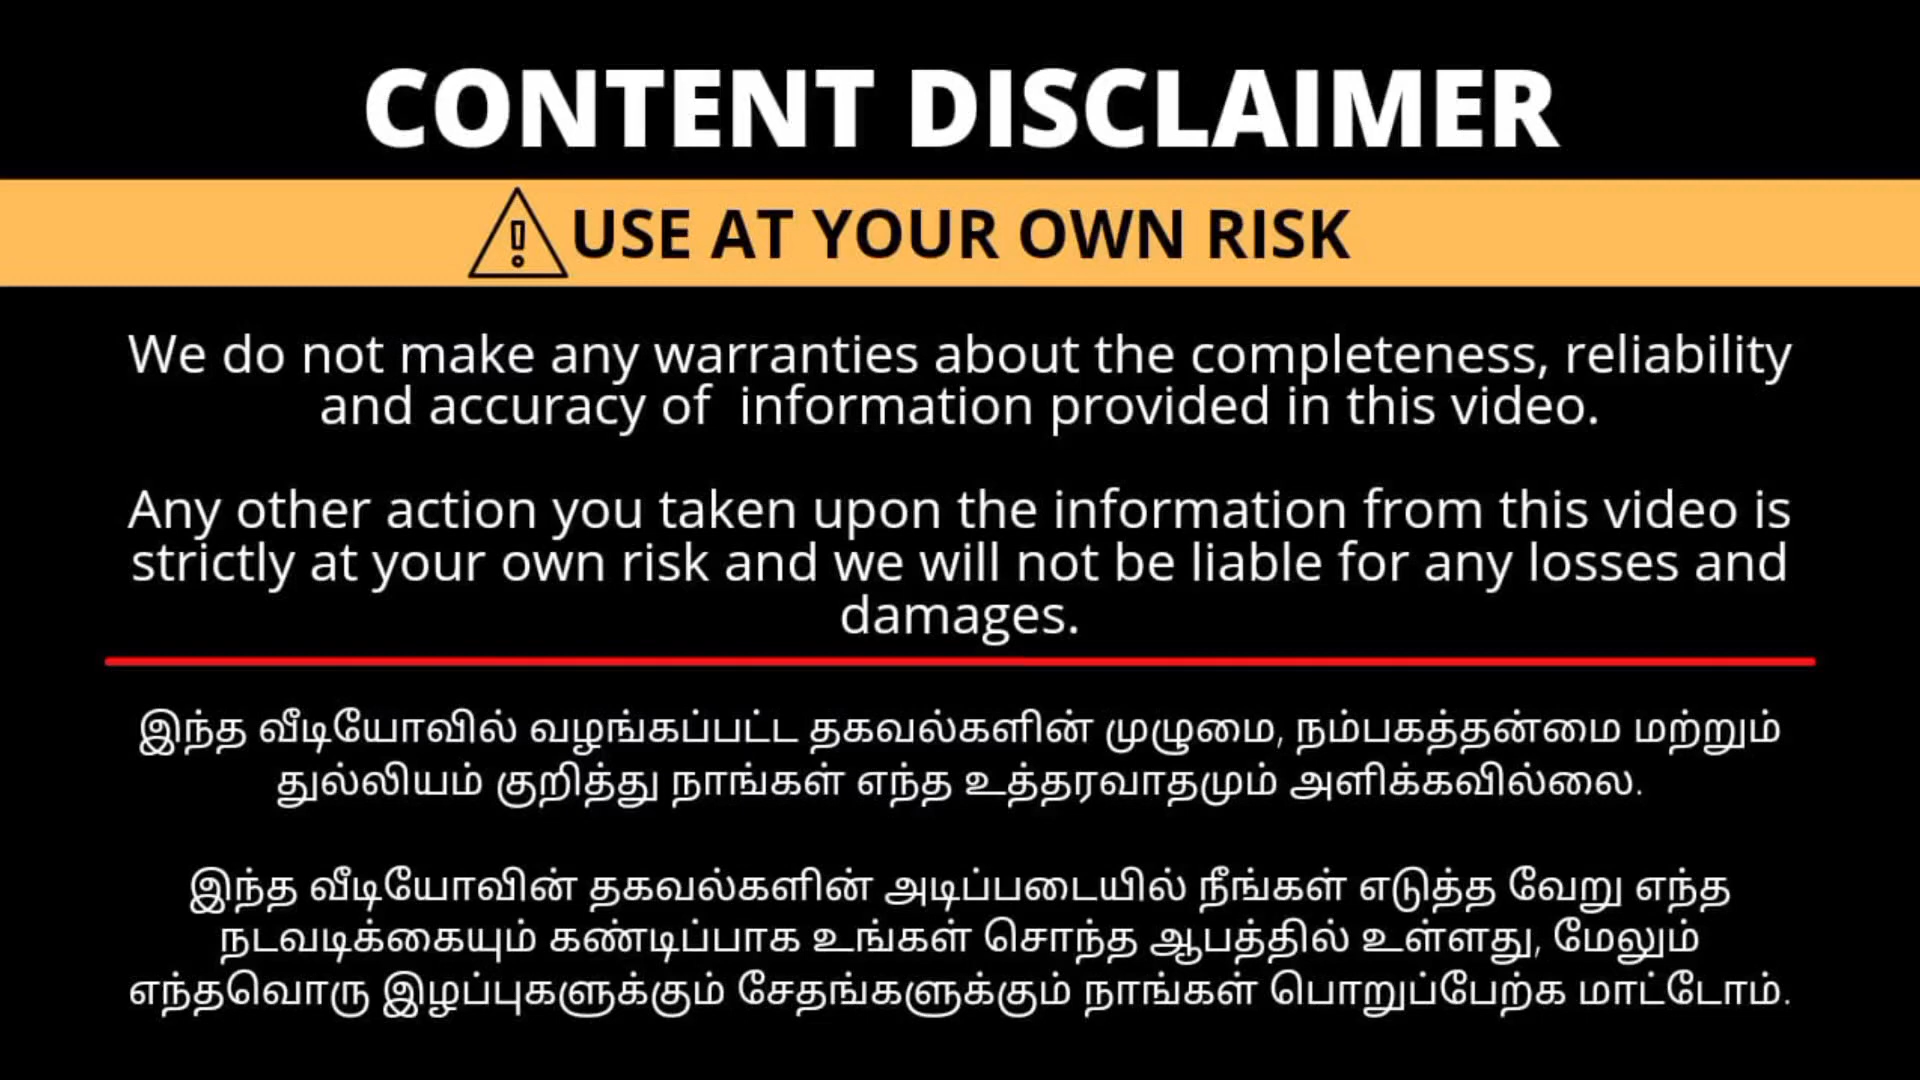 CONTENT DISCLAIMER
USE AT YOUR OWN RISK
We do not make any warranties about the completeness, reliability
and accuracy of information provided in this video.
Any other action you taken upon the information from this video is
strictly at your own risk and we will not be liable for any losses and
damages.
இந்த வீடியோவில் வழங்கப்பட்ட தகவல்களின் முழுமை, நம்பகத்தன்மை மற்றும்
துல்லியம் குறித்து நாங்கள் எந்த உத்தரவாதமும் அளிக்கவில்லை.
இந்த வீடியோவின் தகவல்களின் அடிப்படையில் நீங்கள் எடுத்த வேறு எந்த
நடவடிக்கையும் கண்டிப்பாக உங்கள் சொந்த ஆபத்தில் உள்ளது, மேலும்
எந்தவொரு இழப்புகளுக்கும் சேதங்களுக்கும் நாங்கள் பொறுப்பேற்க மாட்டோம்.